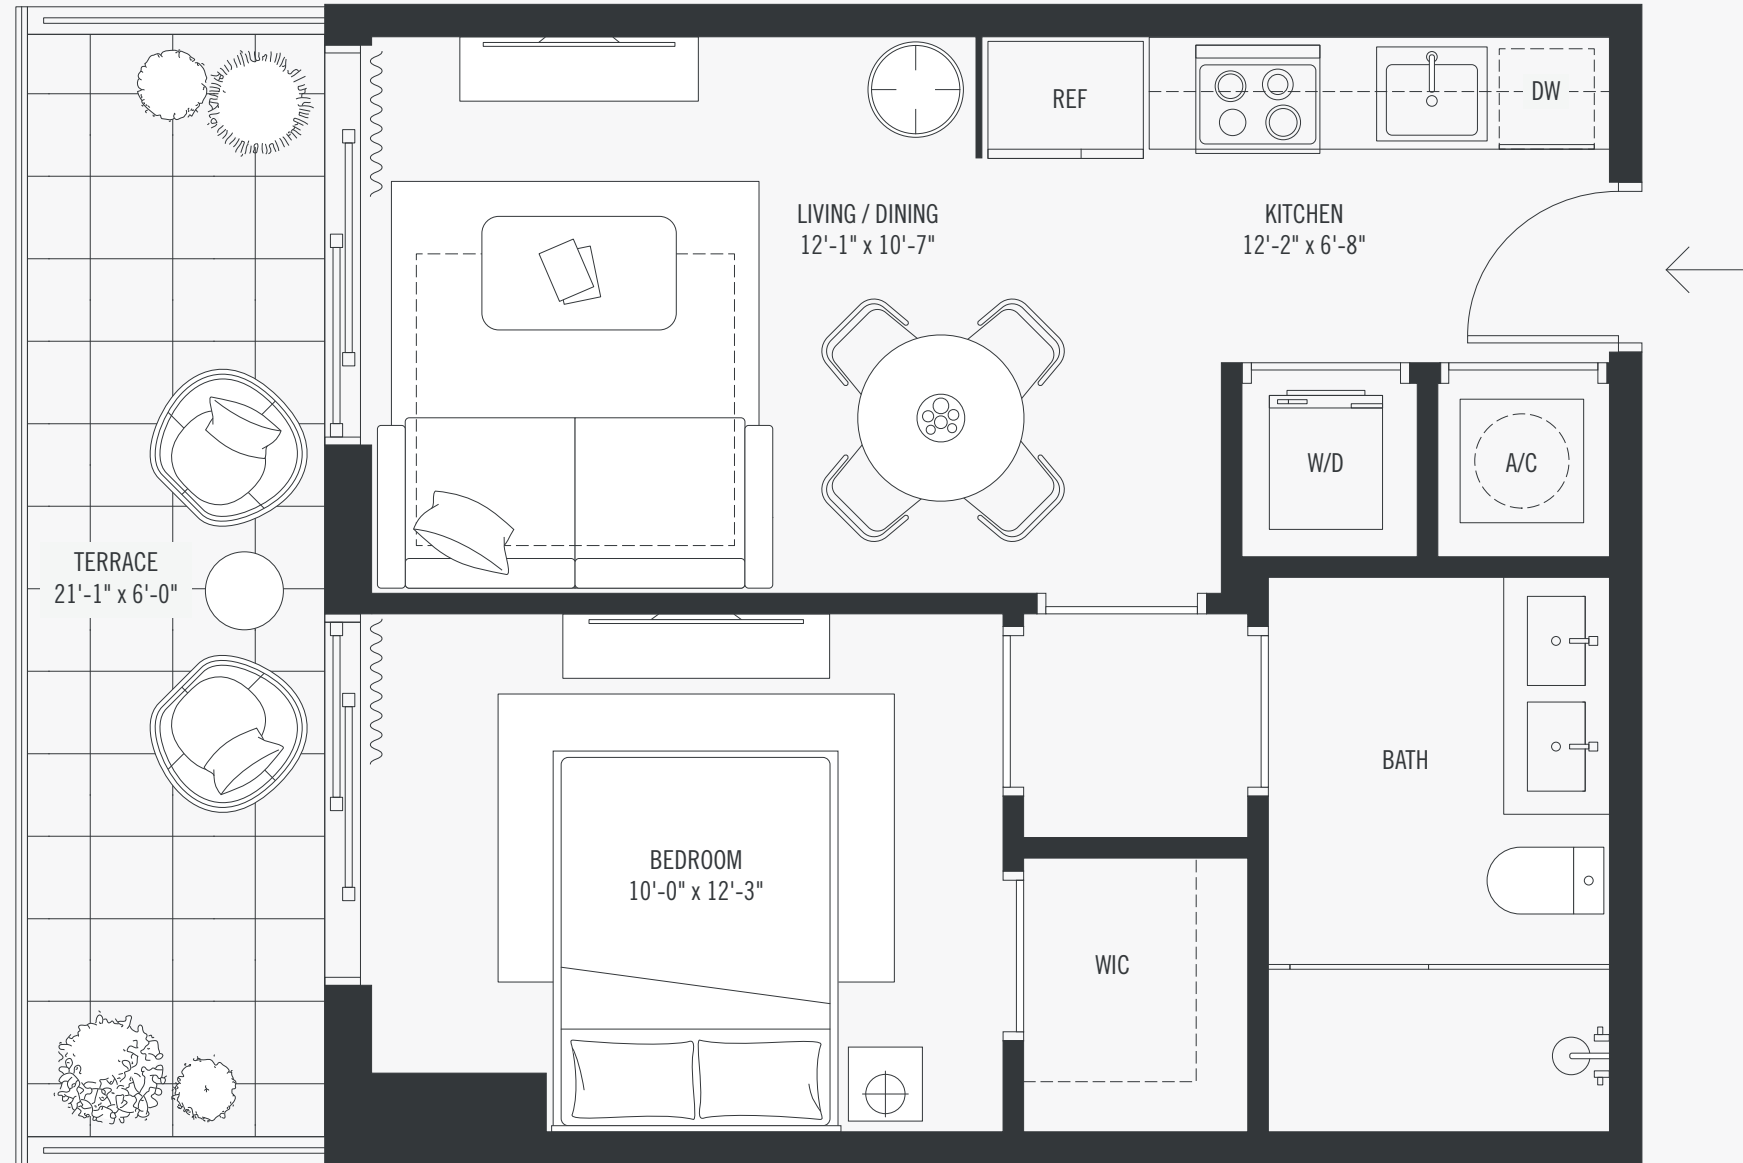 REF
DW
LIVING / DINING
12'-1" x 10'-7"
KITCHEN
12'-2" x 6'-8"
W/D
A/C
TERRACE
21'-1" x 6'-0"
BATH
BEDROOM
10'-0" x 12'-3"
WIC